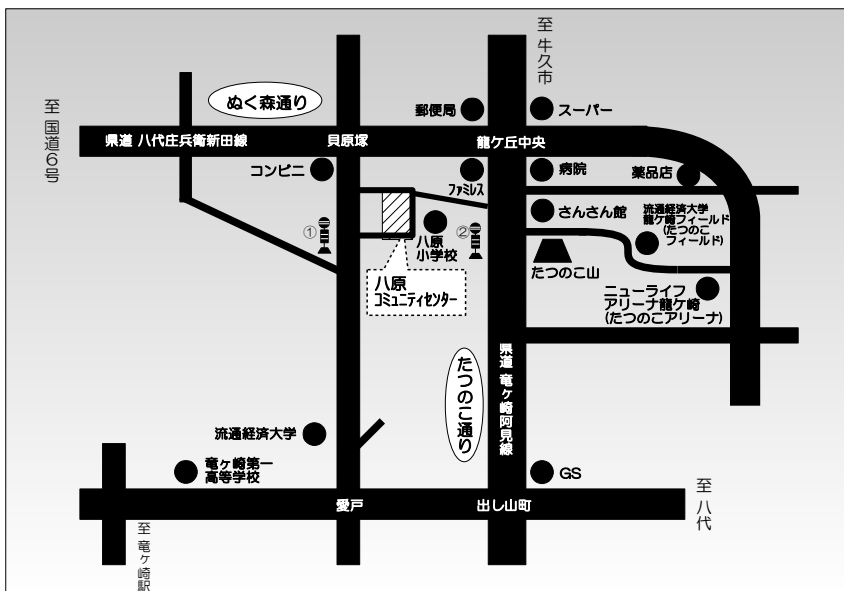 至 牛久市
ぬく森通り
郵便局
スーパー
至 国道6号
県道 八代庄兵衛新田線
貝原塚
龍ケ丘中央
コンビニ
ファミレス
病院
薬品店
さんさん館
流通経済大学
龍ケ崎フィールド
(たつのこ
フィールド)
①
②
八原
小学校
たつのこ山
八原
コミュニティセンター
ニューライフ
アリーナ龍ケ崎
(たつのこアリーナ)
県道 竜ヶ崎阿見線
たつのこ通り
流通経済大学
竜ヶ崎第一
高等学校
GS
至 八代
愛戸
出し山町
至 竜ヶ崎駅